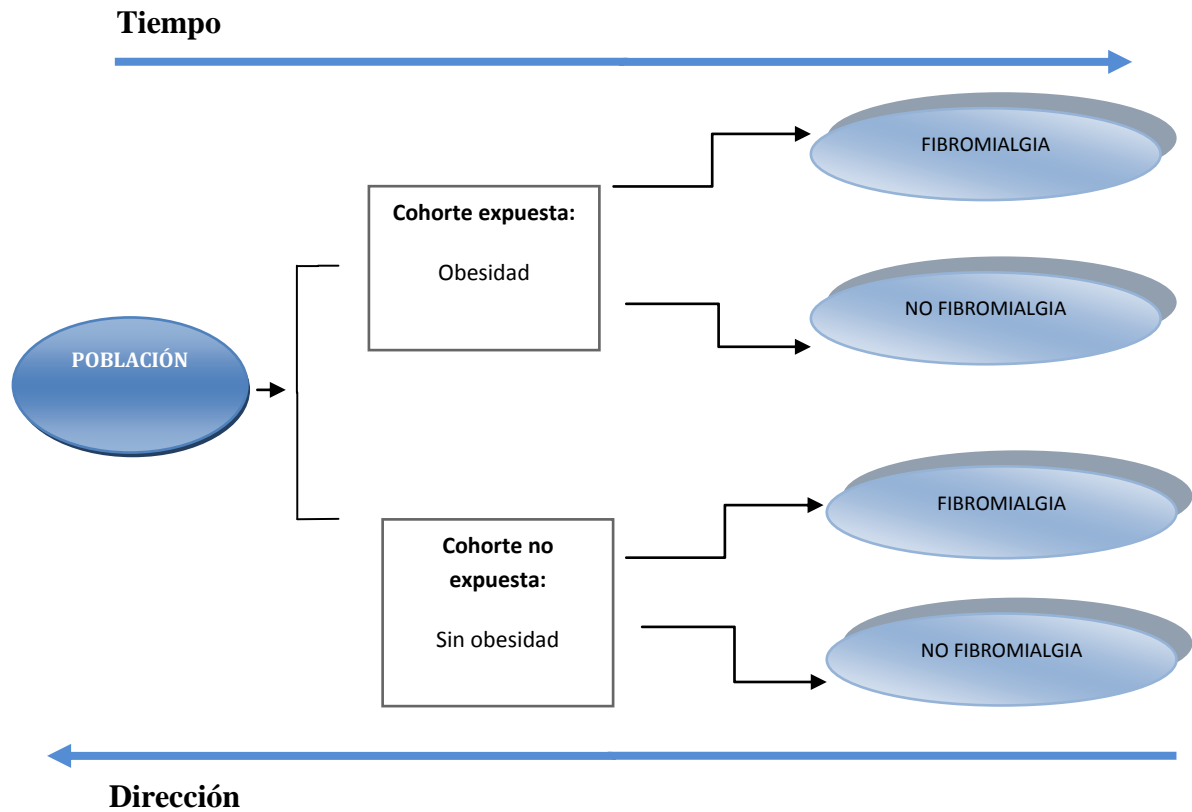 Tiempo
FIBROMIALGIA
Cohorte expuesta:
Obesidad
NO FIBROMIALGIA
POBLACIÓN
FIBROMIALGIA
Cohorte no
expuesta:
Sin obesidad
NO FIBROMIALGIA
Dirección